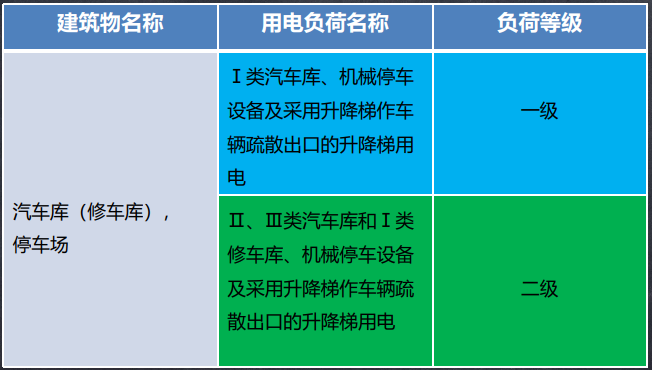 建筑物名称
用电负荷名称
负荷等级
汽车库（修车库），
停车场
Ⅰ类汽车库、机械停车
设备及采用升降梯作车
辆疏散出口的升降梯用
电
一级
Ⅱ、Ⅲ类汽车库和Ⅰ类
修车库、机械停车设备
及采用升降梯作车辆疏
散出口的升降梯用电
二级